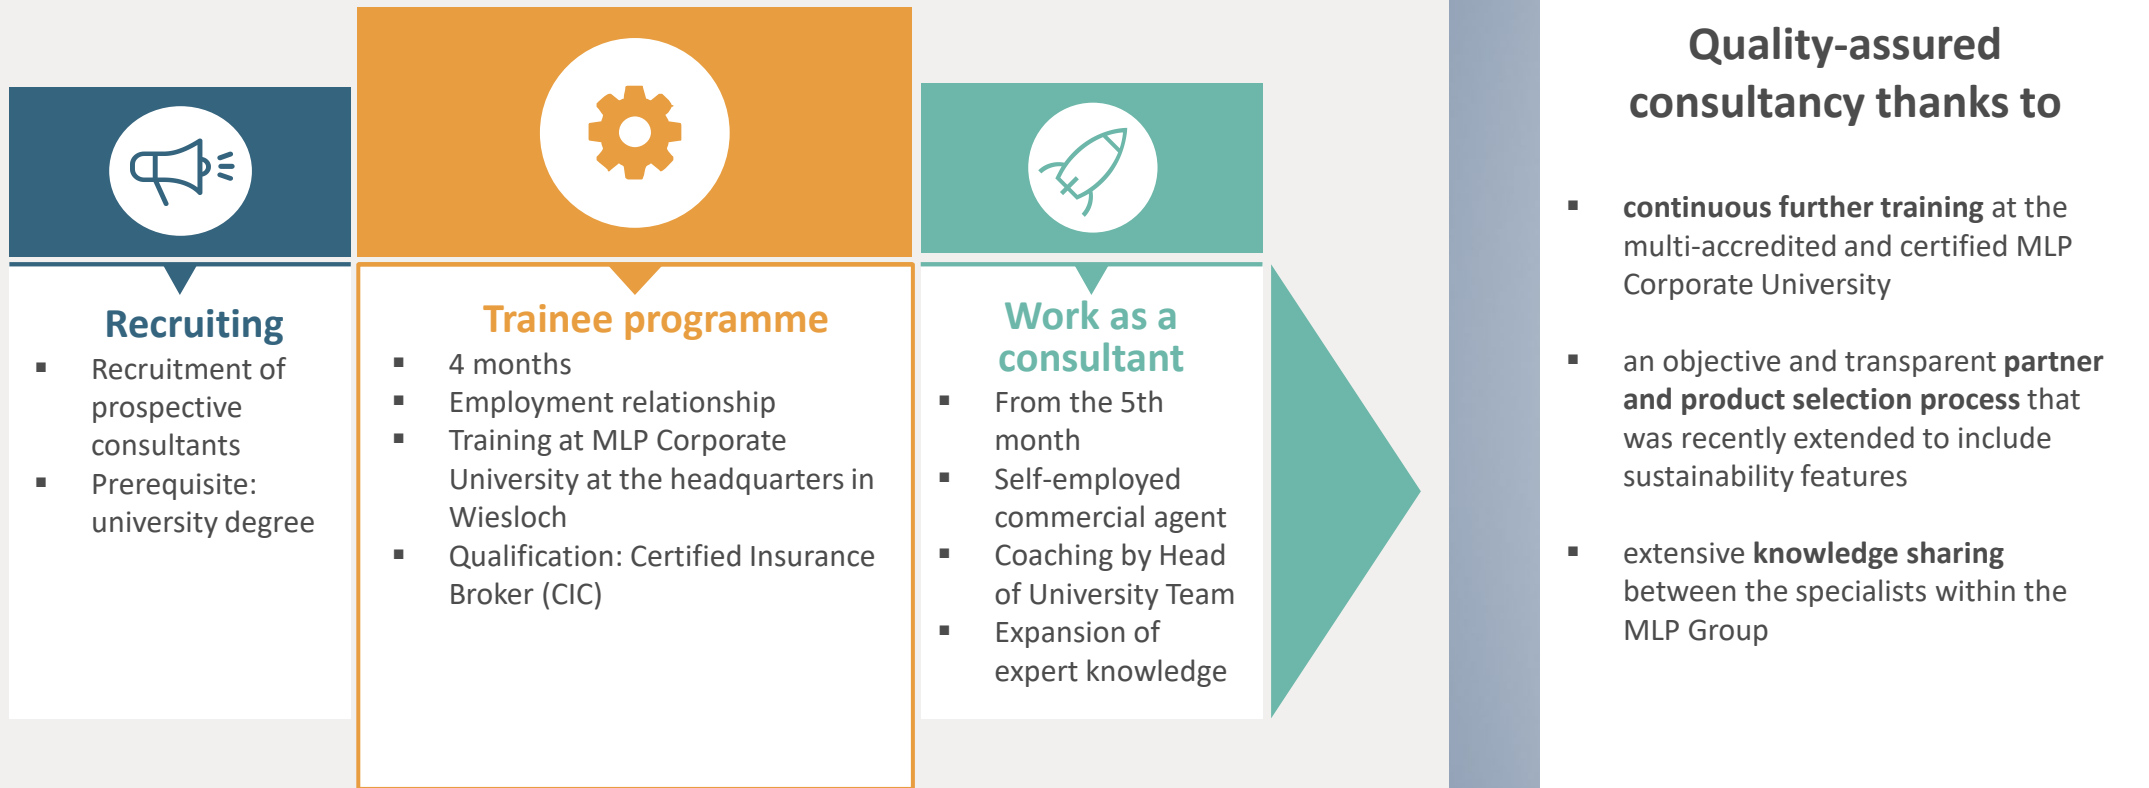 Recruiting
▪ Recruitment of
prospective
consultants
▪ Prerequisite:
university degree
Trainee programme
▪ 4 months
▪ Employment relationship
▪ Training at MLP Corporate
University at the headquarters in
Wiesloch
▪ Qualification: Certified Insurance
Broker (CIC)
Work as a
consultant
▪ From the 5th
month
▪ Self-employed
commercial agent
▪ Coaching by Head
of University Team
▪ Expansion of
expert knowledge
Quality-assured
consultancy thanks to
▪ continuous further training at the
multi-accredited and certified MLP
Corporate University
▪ an objective and transparent partner
and product selection process that
was recently extended to include
sustainability features
▪ extensive knowledge sharing
between the specialists within the
MLP Group